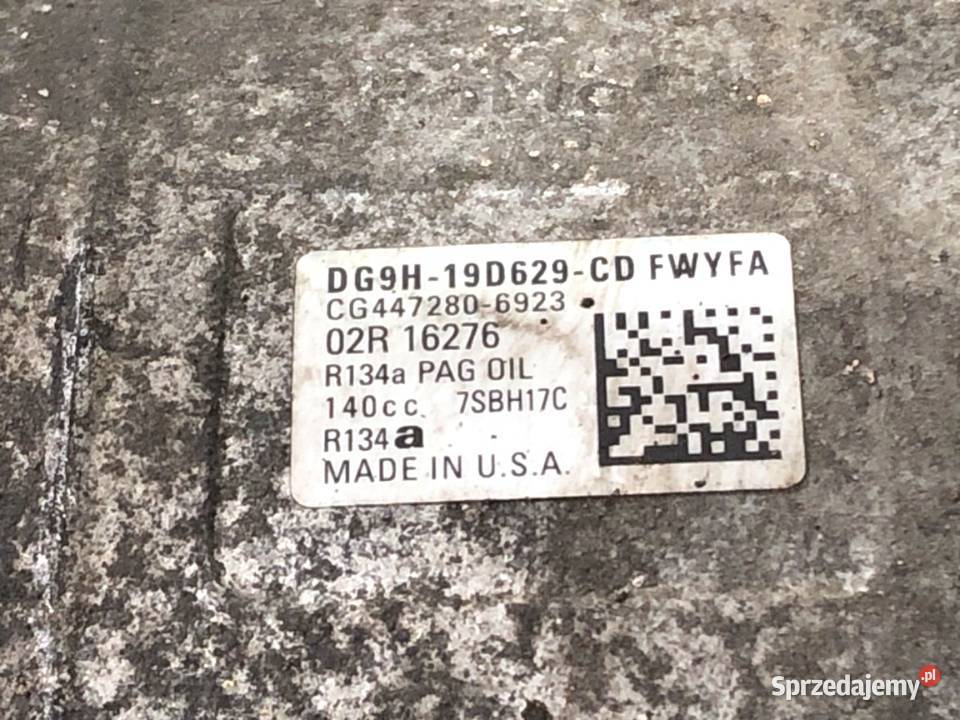 DG9H-19D629-CD FWYFA
CG447280-6923
02R 16276
R134a PAG OIL
140cc. 7SBH17C
R134a
MADE IN U.S.A.
Sprzedajemy.pl